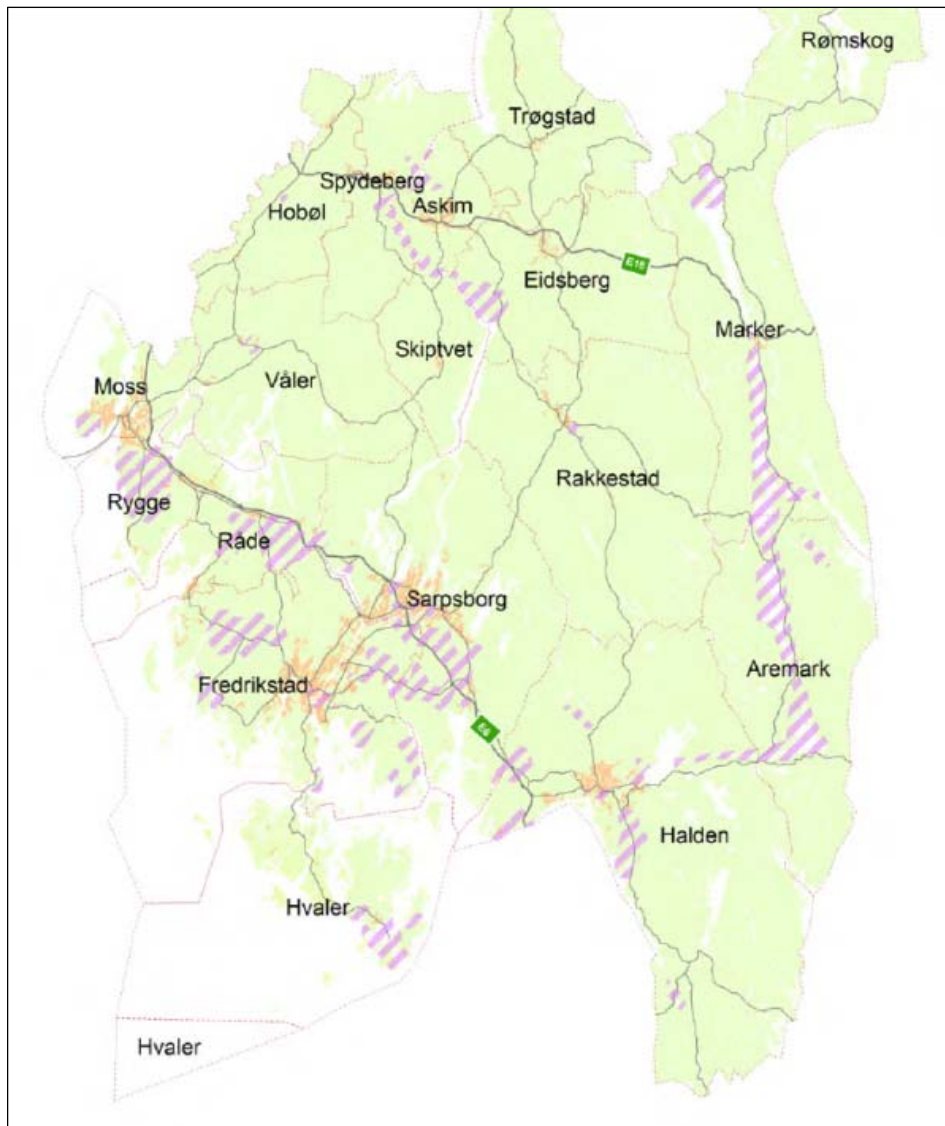 Rømskog
Trøgstad
Spydeberg
Askim
Hobøl
Eidsberg
E18
Marker
Skiptvet
Moss
Våler
Rakkestad
Rygge
Råde
Sarpsborg
Aremark
Fredrikstad
E6
Halden
Hvaler
Hvaler